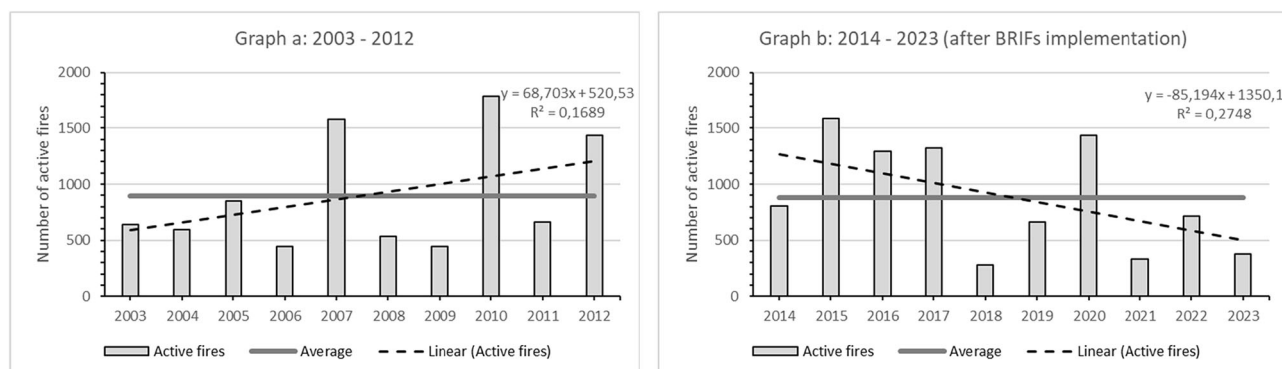 Graph a: 2003 - 2012
Number of active fires
2000
1500
1000
500
0
y = 68,703x + 520,53
R² = 0,1689
2003 2004 2005 2006 2007 2008 2009 2010 2011 2012
Active fires Average Linear (Active fires)
Graph b: 2014 - 2023 (after BRIFs implementation)
Number of active fires
2000
1500
1000
500
0
y = -85,194x + 1350,1
R² = 0,2748
2014 2015 2016 2017 2018 2019 2020 2021 2022 2023
Active fires Average Linear (Active fires)